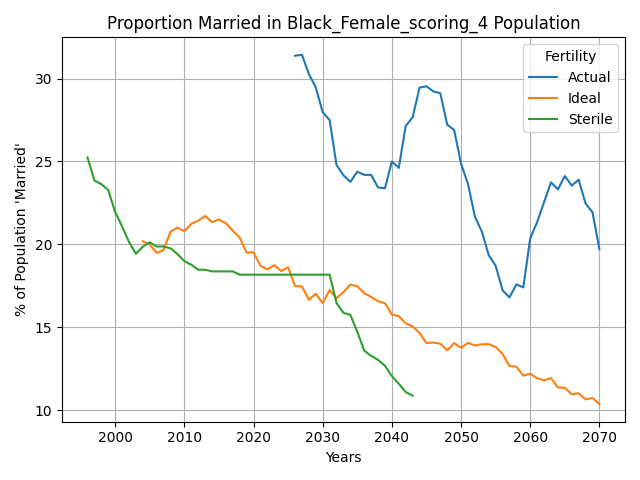 Proportion Married in Black_Female_scoring_4 Population
% of Population 'Married'
30
25
20
15
10
Fertility
Actual
Ideal
Sterile
2000 2010 2020 2030 2040 2050 2060 2070
Years